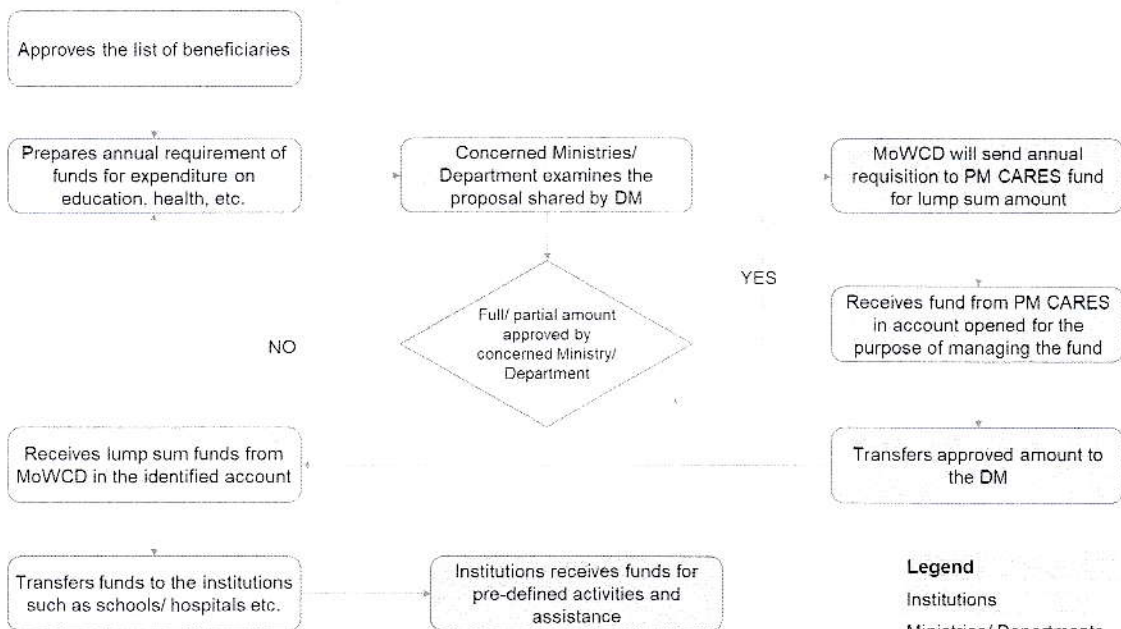 Approves the list of beneficiaries
Prepares annual requirement of
funds for expenditure on
education, health, etc.
Concerned Ministries/
Department examines the
proposal shared by DM
MoWCD will send annual
requisition to PM CARES fund
for lump sum amount
YES
Full/ partial amount
approved by
concerned Ministry/
Department
NO
Receives fund from PM CARES
in account opened for the
purpose of managing the fund
Receives lump sum funds from
MoWCD in the identified account
Transfers approved amount to
the DM
Transfers funds to the institutions
such as schools/ hospitals etc.
Institutions receives funds for
pre-defined activities and
assistance
Legend
Institutions
Ministries/ Departments